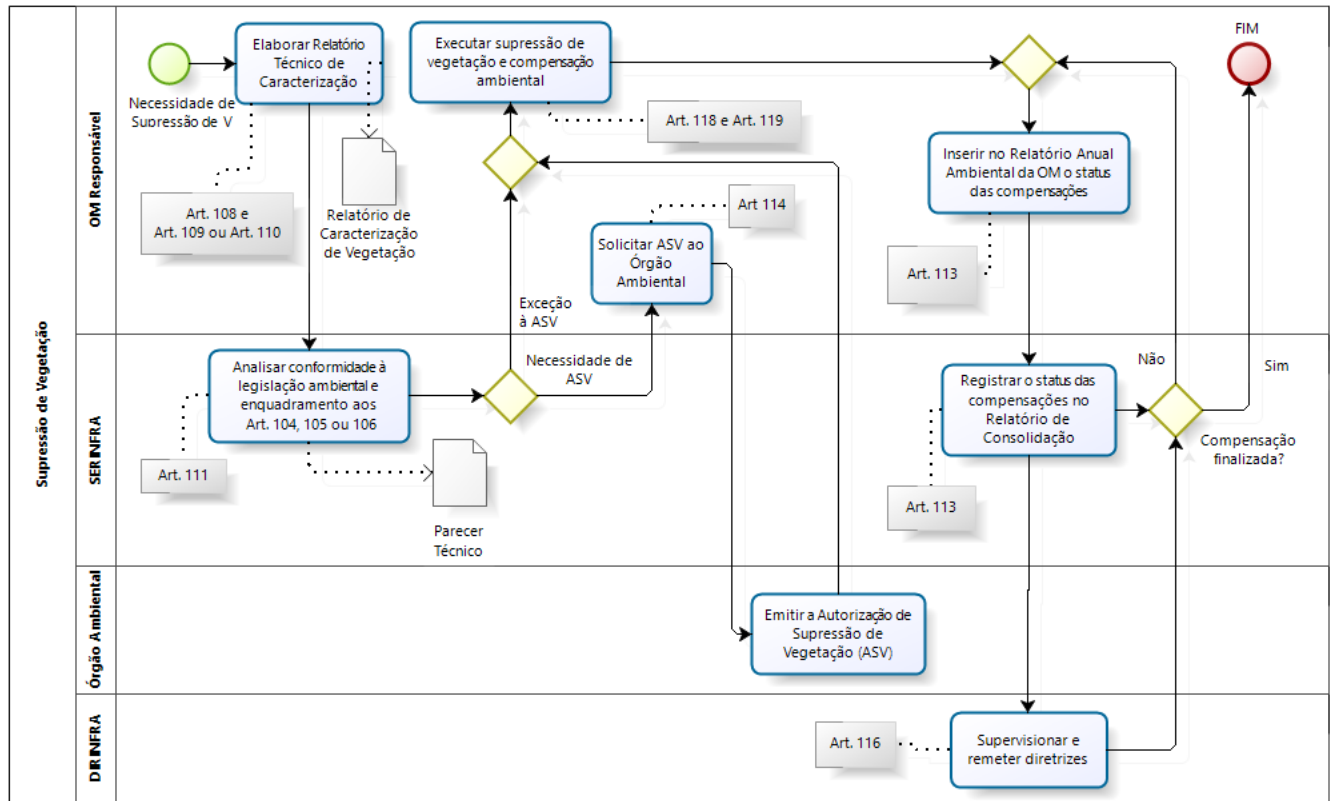 Supressão de Vegetação
OM Responsável
Necessidade de
Supressão de V
Elaborar Relatório
Técnico de
Caracterização
Art. 108 e
Art. 109 ou Art. 110
Relatório de
Caracterização
de Vegetação
Executar supressão de
vegetação e compensação
ambiental
Art. 118 e Art. 119
Art 114
Solicitar ASV ao
Órgão
Ambiental
Exceção
à ASV
Inserir no Relatório Anual
Ambiental da OM o status
das compensações
Art. 113
FIM
SERINFRA
Analisar conformidade à
legislação ambiental e
enquadramento aos
Art. 104, 105 ou 106
Art. 111
Parecer
Técnico
Necessidade de
ASV
Registrar o status das
compensações no
Relatório de
Consolidação
Art. 113
Não
Sim
Compensação
finalizada?
Órgão Ambiental
Emitir a Autorização de
Supressão de
Vegetação (ASV)
DIRINFRA
Art. 116
Supervisionar e
remeter diretrizes